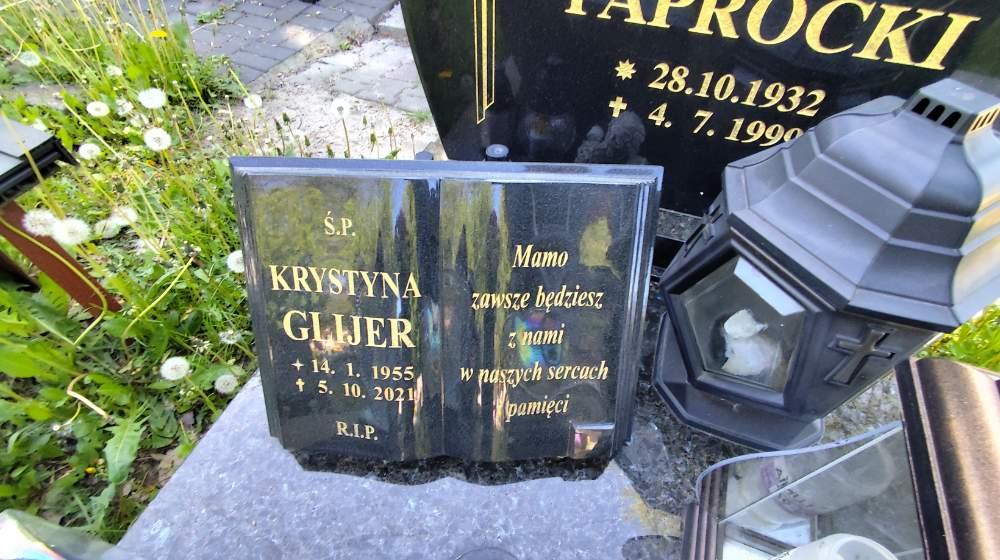 PAPROCKI
28.10.1932
4. 7. 1999
Ś.P.
KRYSTYNA
GLIJER
14. 1. 1955
5. 10. 2021
R.I.P.
Mamo
zawsze będziesz
z nami
w naszych sercach
pamięci